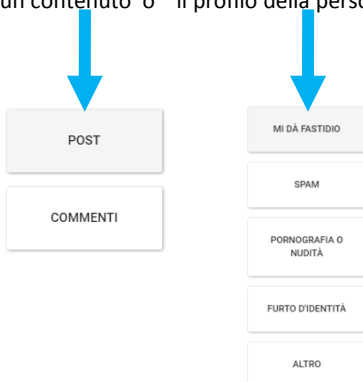 un contenuto o il profilo della perso
POST
COMMENTI
MI DÀ FASTIDIO
SPAM
PORNOGRAFIA O
NUDITÀ
FURTO D'IDENTITÀ
ALTRO